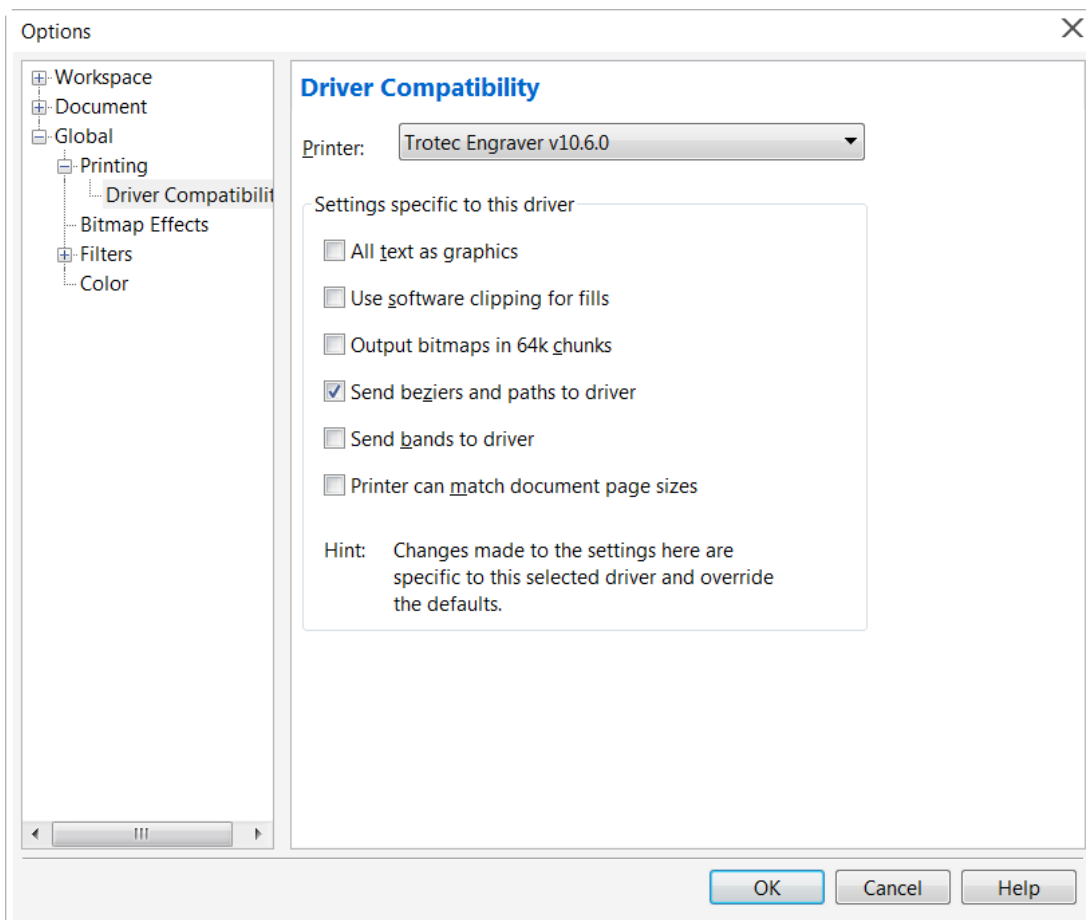 Options
Workspace
Document
Global
Printing
Driver Compatibilit
Bitmap Effects
Filters
Color
Driver Compatibility
Printer: Trotec Engraver v10.6.0
Settings specific to this driver
All text as graphics
Use software clipping for fills
Output bitmaps in 64k chunks
Send beziers and paths to driver
Send bands to driver
Printer can match document page sizes
Hint: Changes made to the settings here are
specific to this selected driver and override
the defaults.
OK Cancel Help